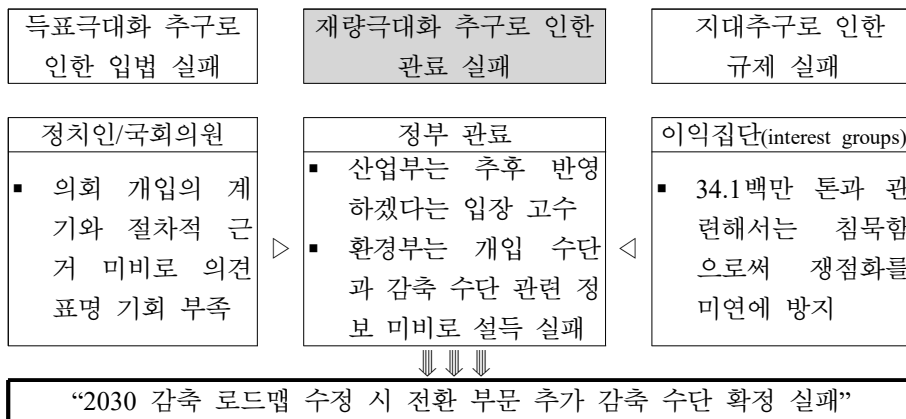 득표극대화 추구로
인한 입법 실패
재량극대화 추구로 인한
관료 실패
지대추구로 인한
규제 실패
정치인/국회의원
▪ 의회 개입의 계
기와 절차적 근
거 미비로 의견
표명 기회 부족
▷
정부 관료
▪ 산업부는 추후 반영
하겠다는 입장 고수
▪ 환경부는 개입 수단
과 감축 수단 관련 정
보 미비로 설득 실패
◁
이익집단(interest groups)
▪ 34.1백만 톤과 관
련해서는 침묵함
으로써 쟁점화를
미연에 방지
⇓⇓⇓
“2030 감축 로드맵 수정 시 전환 부문 추가 감축 수단 확정 실패”